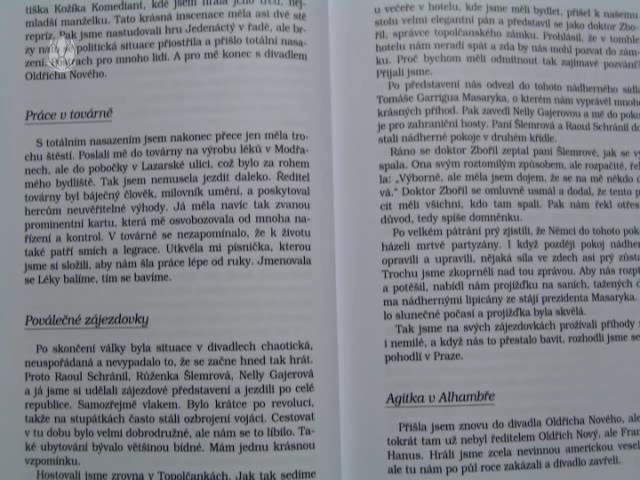 tiška Kožíka Komediant, kde jsem hrála jeho
mladší manželku. Tato krásná inscenace měla asi dvě stě
repríz. Pak jsme nastudovali hru Jedenáctý v řadě, ale
politická situace přiostřila a přišlo totální
pro mnoho lidí. A pro mě konec s divadlem
Oldřicha Nového.
Práce v továrně
S totálním nasazením jsem nakonec přece jen měla tro-
chu štěstí. Poslali mě do továrny na výrobu léků v Modřa-
nech, ale do pobočky v Lazarské ulici, což bylo za rohem
mého bydliště. Tak jsem nemusela jezdit daleko. Ředitel
továrny byl báječný člověk, milovník umění, a poskytoval
hercům neuvěřitelné výhody. Já měla navíc tak zvanou
prominentní kartu, která mě osvobozovala od mnoha na-
řízení a kontrol. V továrně se nezapomínalo, že k životu
také patří smích a legrace. Utkvěla mi písnička, kterou
jsme si složili, aby nám šla práce lépe od ruky. Jmenovala
se Léky balíme, tím se bavíme.
Poválečné zájezdovky
Po skončení války byla situace v divadlech chaotická,
neuspořádaná a nevypadalo to, že se začne hned tak hrát.
Proto Raoul Schránil, Růženka Šlemrová, Nelly Gajerová
a já jsme si udělali zájezdové představení a jezdili po celé
republice. Samozřejmě vlakem. Bylo krátce po revoluci,
takže na stupátkách často stáli ozbrojení vojáci. Cestovat
v tu dobu bylo velmi dobrodružné, ale nám se to líbilo. Ta-
ké ubytování bývalo většinou bídné. Mám jednu krásnou
vzpomínku.
Hostovali jsme zrovna v Topolčankách. Jak tak sedíme
u večeře v hotelu, kde jsme měli bydlet, přišel k našemu
stolu velmi elegantní pán a představil se jako doktor Zbo-
řil, správce topolčanského zámku. Prohlásil, že v tomhle
hotelu nám neradí spát a zda by nás mohl pozvat do zám-
ku. Proč bychom měli odmítnout tak zajímavé pozvání?
Přijali jsme.
Po představení nás odvezl do tohoto nádherného sídla
Tomáše Garrigua Masaryka, o kterém nám vyprávěl mnoh
krásných příhod. Pak zavedl Nelly Gajerovou a mě do poko
je pro zahraniční hosty. Paní Šlemrová a Raoul Schránil d
stali nádherné pokoje v druhém křídle.
Ráno se doktor Zbořil zeptal paní Šlemrové, jak se v
spala. Ona svým roztomilým způsobem, ale rozpačitě, řek
la: „Výborně, ale měla jsem dojem, že se na mě někdo
vá.“ Doktor Zbořil se omluvně usmál a dodal, že tento p
cit měli všichni, kdo tam spali. Pak nám řekl
důvod, tedy spíše domněnku.
Po velkém pátrání prý zjistili, že Němci do tohoto pok
házeli mrtvé partyzány. I když později pokoj nádher
opravili a upravili, nějaká síla ve zdech asi prý zůst
Trochu jsme zkoprněli nad tou zprávou. Aby nás rozp
a potěšil, nabídl nám projížďku na saních, tažených
ma nádhernými lipicány ze stájí prezidenta Masaryka.
lo slunečné počasí a projížďka byla skvělá.
Tak jsme na svých zájezdovkách prožívali příhody
i nemilé, a když nás to přestalo bavit, rozhodli jsme se
pohodlí v Praze.
Agitka v Alhambře
Přišla jsem znovu do divadla Oldřicha Nového, ale
tokrát tam už nebyl ředitelem Oldřich Nový, ale Fran
Hanus. Hráli jsme zcela nevinnou americkou vesel
ale tu nám po půl roce zakázali a divadlo zavřeli.